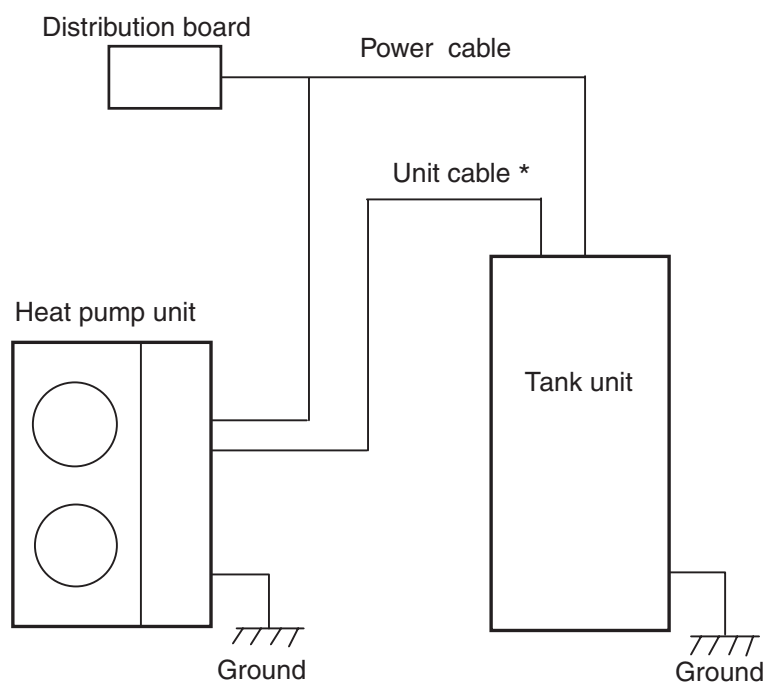 Distribution board
Power cable
Unit cable *
Heat pump unit
Tank unit
Ground
Ground